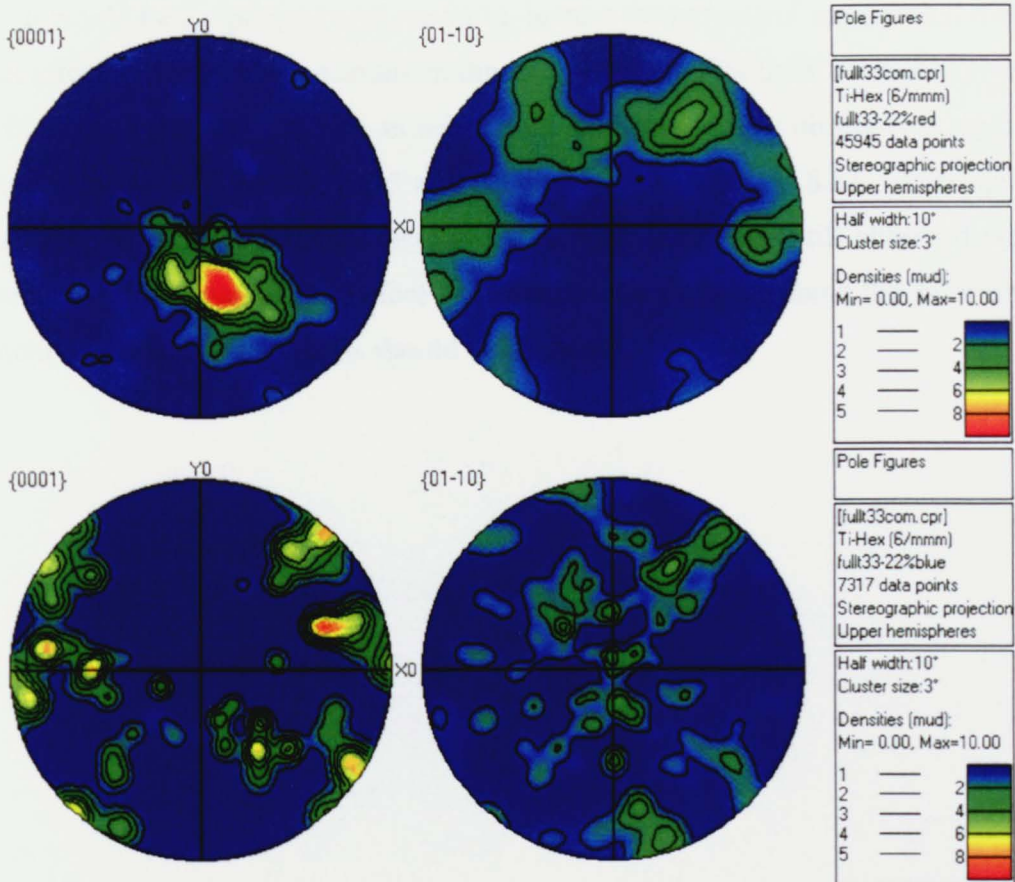 {0001}
Y0
X0
{01-10}
Pole Figures
[fullt33com.cpr]
Ti-Hex (6/mmm)
fullt33-22%red
45945 data points
Stereographic projection
Upper hemispheres
Half width:10°
Cluster size:3°
Densities (mud):
Min= 0.00, Max=10.00
1
2
3
4
5
2
4
6
8
{0001}
Y0
X0
{01-10}
Pole Figures
[fullt33com.cpr]
Ti-Hex (6/mmm)
fullt33-22%blue
7317 data points
Stereographic projection
Upper hemispheres
Half width:10°
Cluster size:3°
Densities (mud):
Min= 0.00, Max=10.00
1
2
3
4
5
2
4
6
8